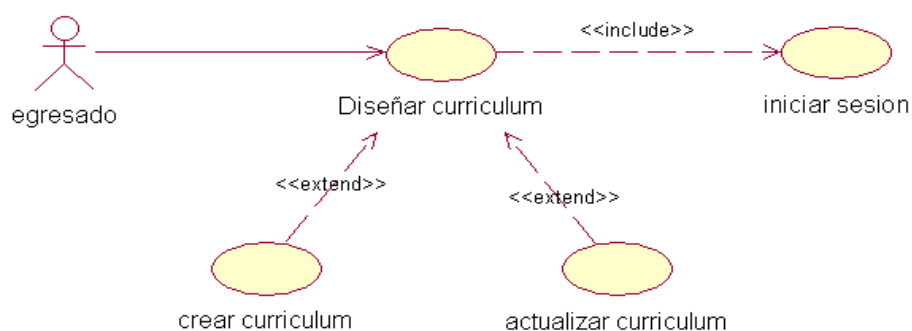 <<include>>
egresado
Diseñar curriculum
iniciar sesion
<<extend>>
<<extend>>
crear curriculum
actualizar curriculum